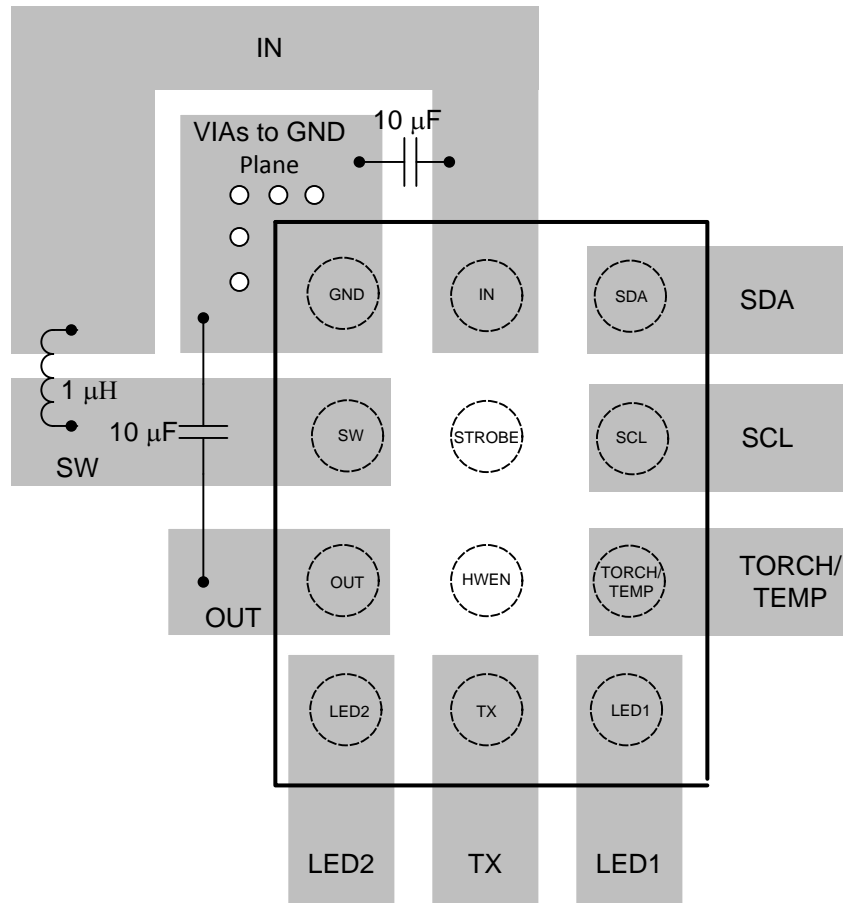 IN
10 μF
VIAs to GND
Plane
GND
IN
SDA
SDA
1 μH
10 μF
SW
SW
STROBE
SCL
SCL
OUT
OUT
HWEN
TORCH/
TEMP
TORCH/
TEMP
LED2
TX
LED1
LED2
TX
LED1